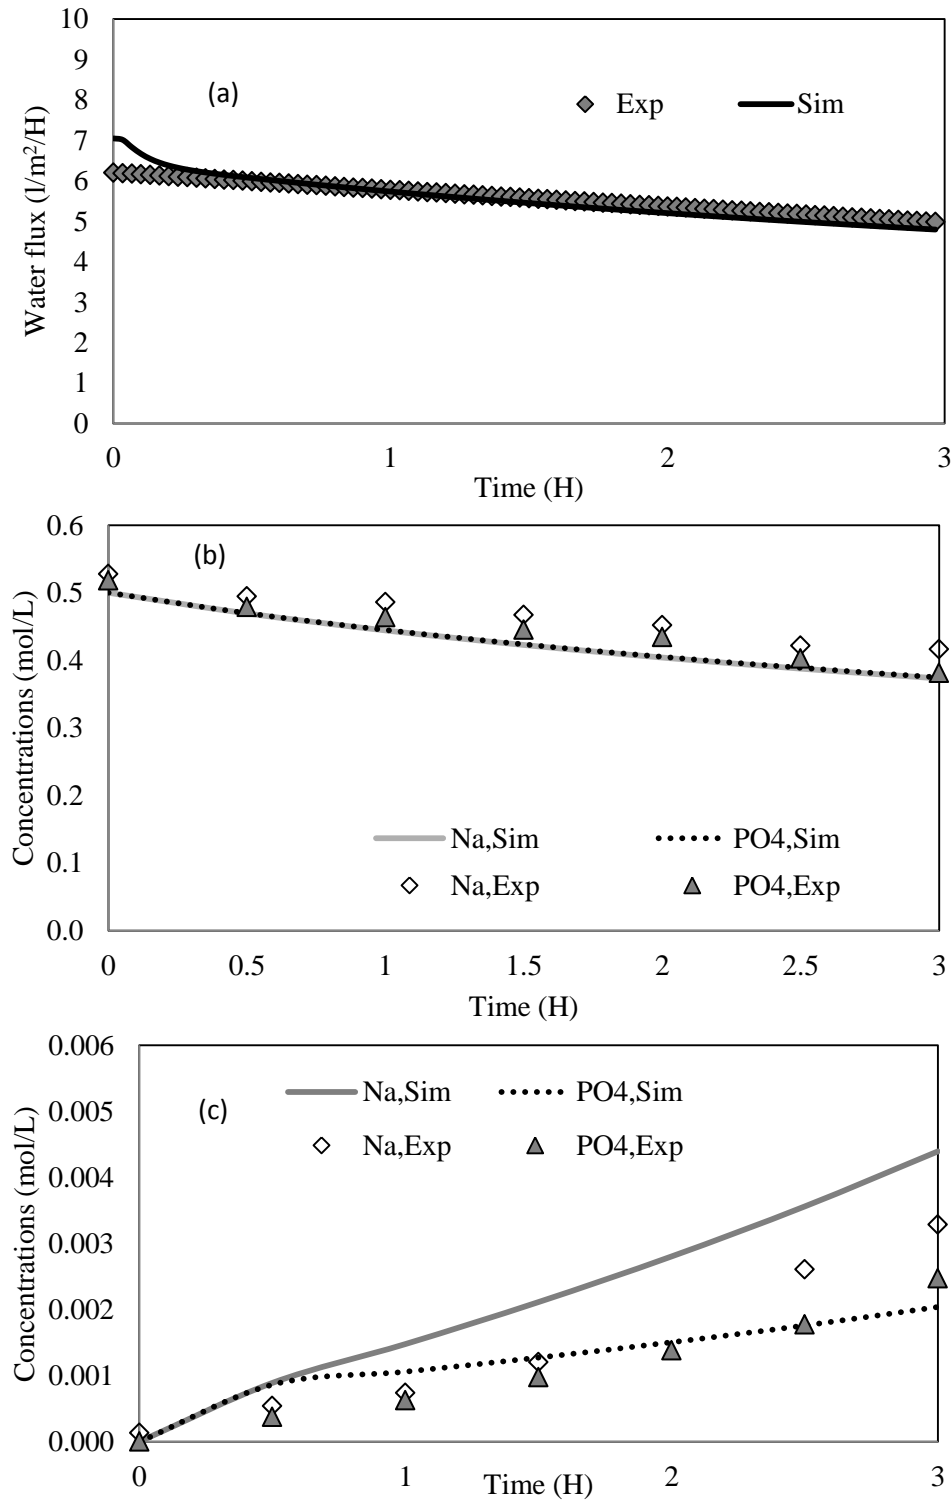 10
9
(a)
8
Exp Sim
7
6
5
4
3
2
1
0
Water flux (l/m²/H)
0 1 2 3
Time (H)
0.6
(b)
0.5
0.4
0.3
0.2
Na,Sim PO4,Sim
0.1
Na,Exp PO4,Exp
0.0
Concentrations (mol/L)
0 0.5 1 1.5 2 2.5 3
Time (H)
0.006
Na,Sim PO4,Sim
0.005
(c)
Na,Exp PO4,Exp
0.004
0.003
0.002
0.001
0.000
Concentrations (mol/L)
0 1 2 3
Time (H)